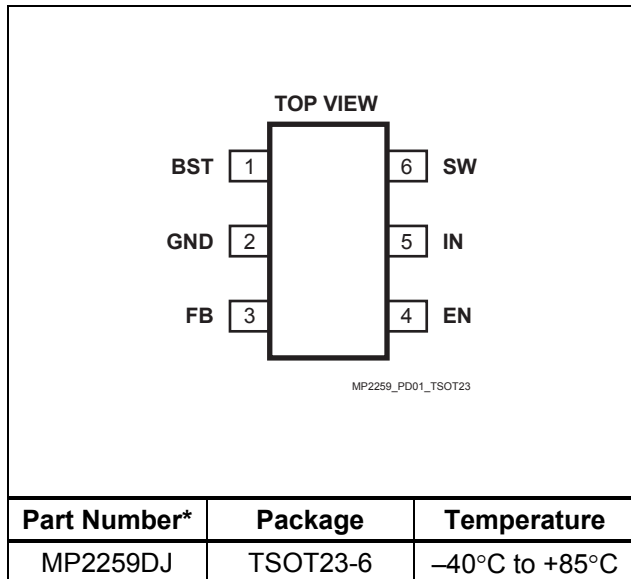 TOP VIEW
BST 1 6 SW
GND 2 5 IN
FB 3 4 EN
MP2259_PD01_TSOT23
Part Number* Package Temperature
MP2259DJ TSOT23-6 –40°C to +85°C